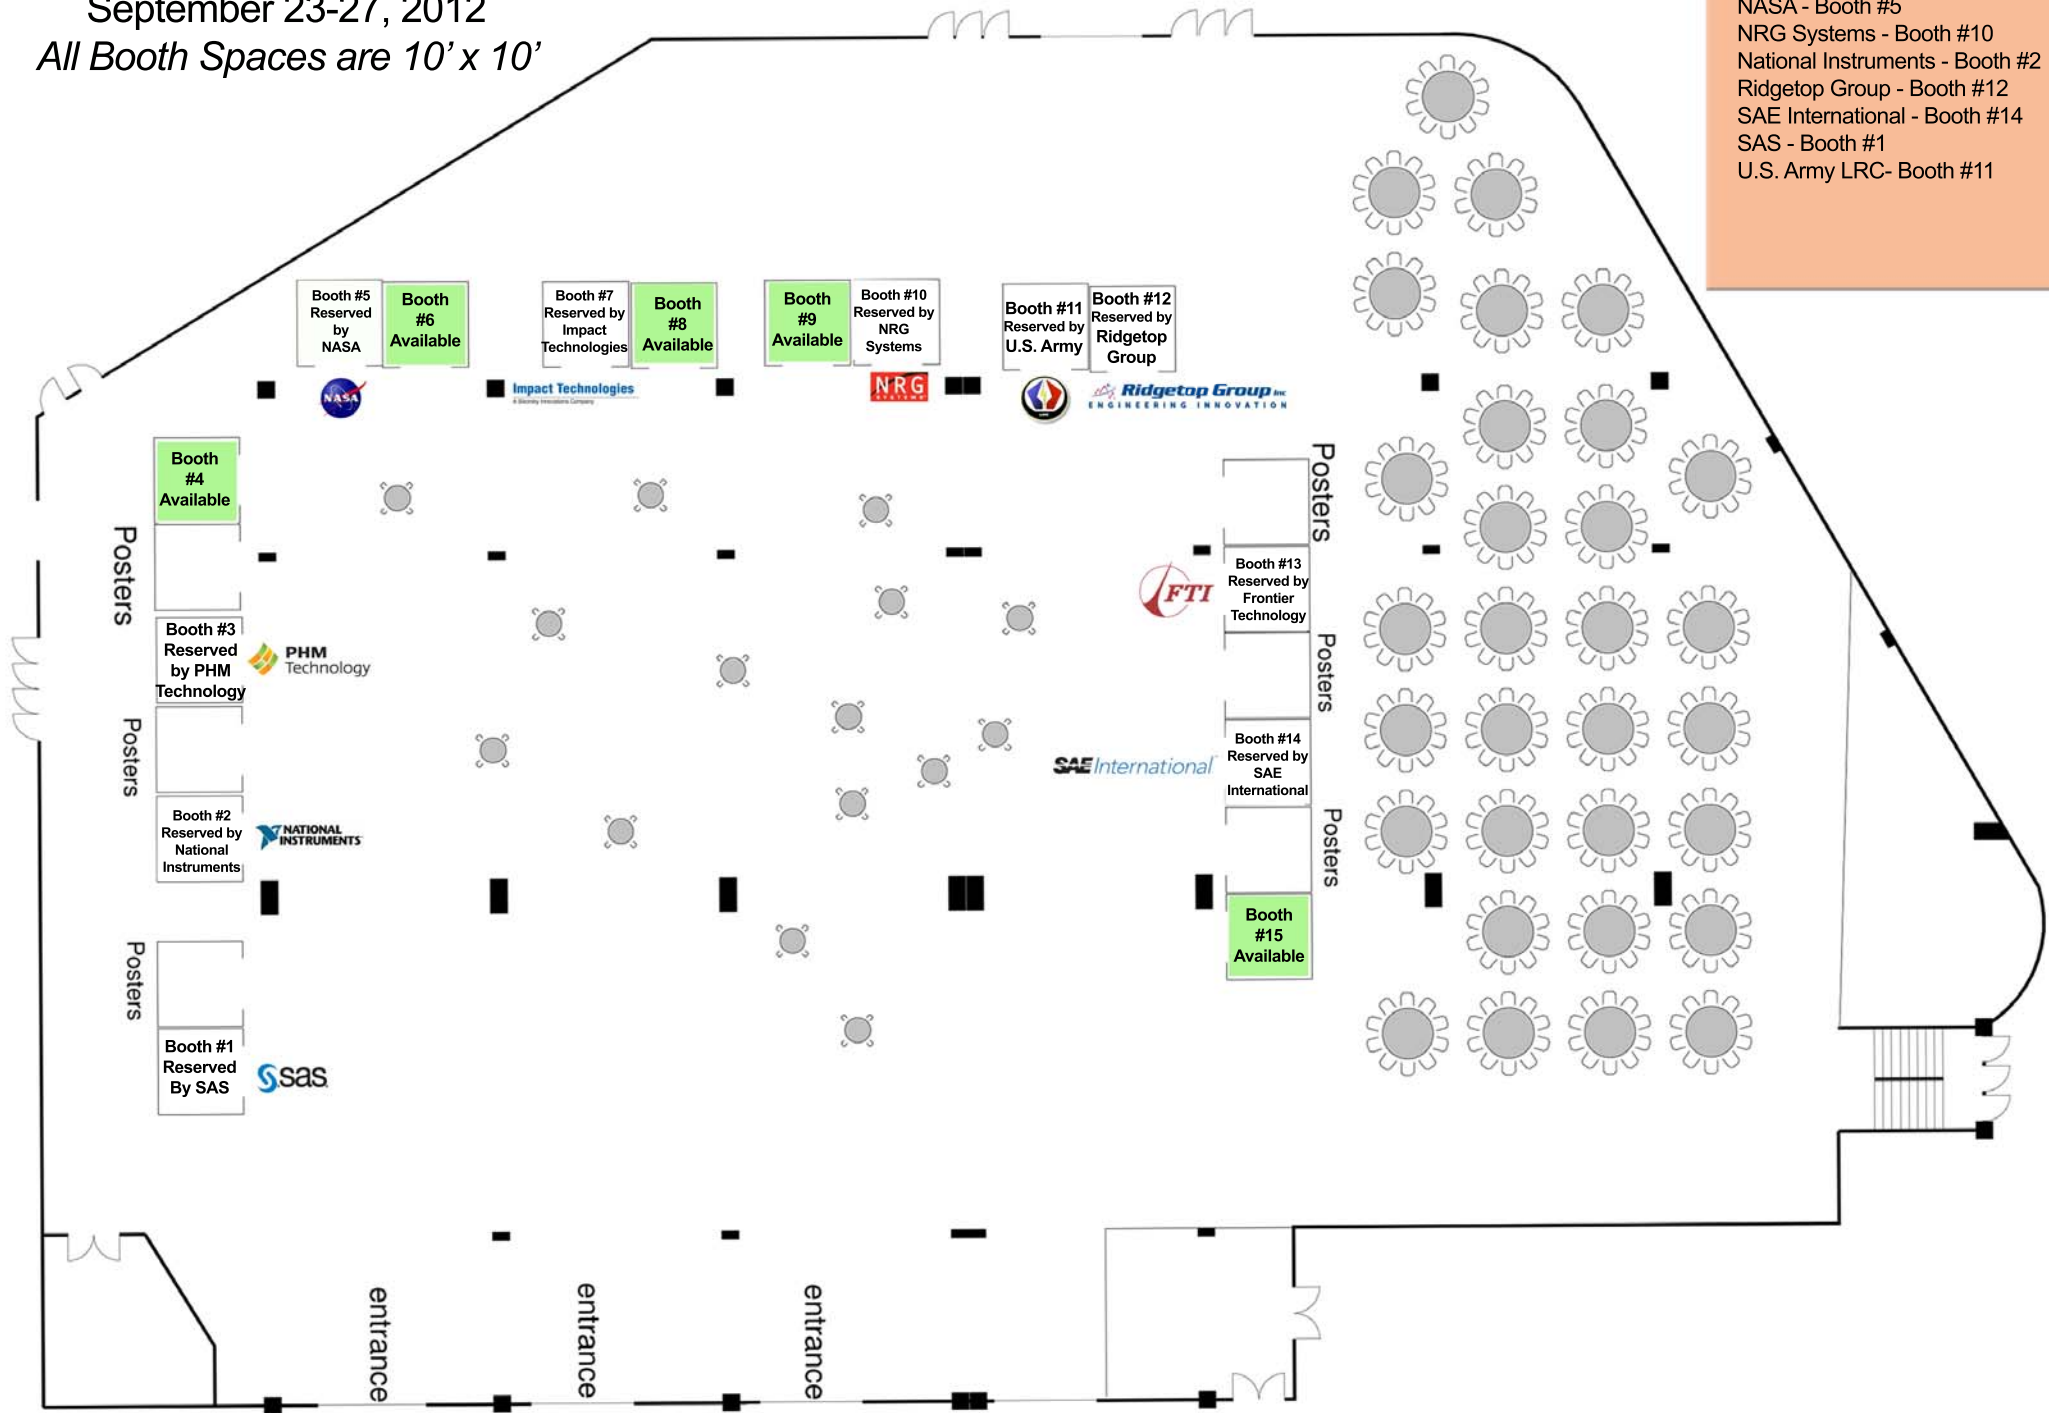 September 23-27, 2012
All Booth Spaces are 10' x 10'
NASA - Booth #5
NRG Systems - Booth #10
National Instruments - Booth #2
Ridgetop Group - Booth #12
SAE International - Booth #14
SAS - Booth #1
U.S. Army LRC- Booth #11
Booth #5
Reserved
by
NASA
Booth
#6
Available
Booth #7
Reserved by
Impact
Technologies
Booth
#8
Available
Booth
#9
Available
Booth #10
Reserved by
NRG
Systems
Booth #11
Reserved by
U.S. Army
Booth #12
Reserved by
Ridgetop
Group
NASA
Impact Technologies
NRG
SYSTEMS
Ridgetop Group Inc
ENGINEERING INNOVATION
Booth
#4
Available
Posters
Booth #3
Reserved
by PHM
Technology
PHM
Technology
Posters
Booth #2
Reserved by
National
Instruments
NATIONAL
INSTRUMENTS
Posters
Booth #1
Reserved
By SAS
sas
Posters
FTI
Booth #13
Reserved by
Frontier
Technology
Posters
SAE International
Booth #14
Reserved by
SAE
International
Posters
Booth
#15
Available
entrance
entrance
entrance